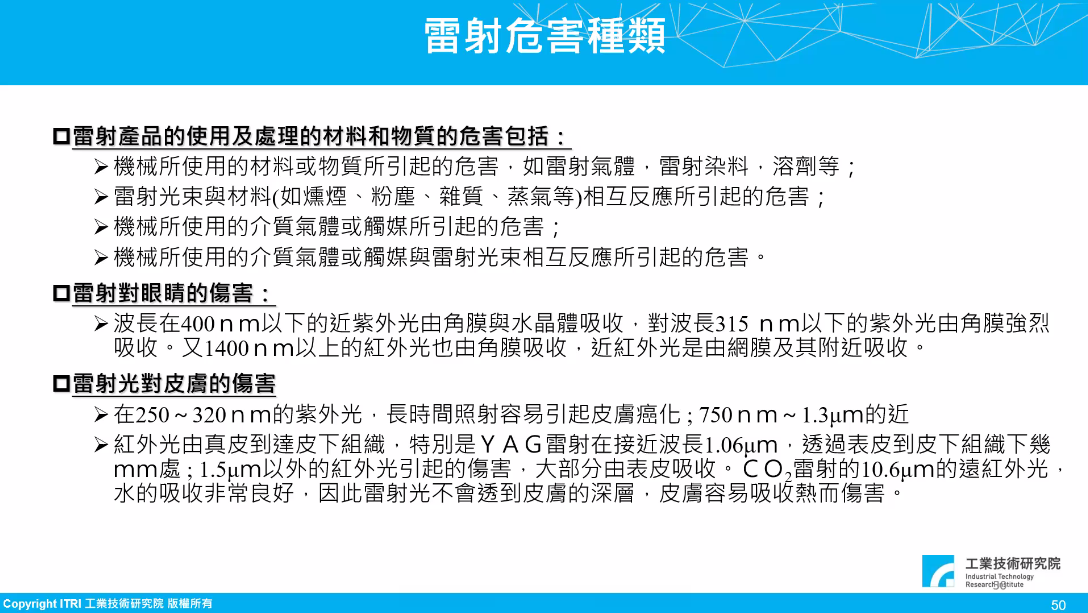 雷射危害種類
雷射產品的使用及處理的材料和物質的危害包括：
機械所使用的材料或物質所引起的危害，如雷射氣體，雷射染料，溶劑等；
雷射光束與材料(如燻煙、粉塵、雜質、蒸氣等)相互反應所引起的危害；
機械所使用的介質氣體或觸媒所引起的危害；
機械所使用的介質氣體或觸媒與雷射光束相互反應所引起的危害。
雷射對眼睛的傷害：
波長在400ｎｍ以下的近紫外光由角膜與水晶體吸收，對波長315 ｎｍ以下的紫外光由角膜強烈
吸收。又1400ｎｍ以上的紅外光也由角膜吸收，近紅外光是由網膜及其附近吸收。
雷射光對皮膚的傷害
在250～320ｎｍ的紫外光，長時間照射容易引起皮膚癌化；750ｎｍ～1.3μｍ的近
紅外光由真皮到達皮下組織，特別是ＹＡＧ雷射在接近波長1.06μｍ，透過表皮到皮下組織下幾
ｍｍ處；1.5μｍ以外的紅外光引起的傷害，大部分由表皮吸收。ＣＯ₂雷射的10.6μｍ的遠紅外光，
水的吸收非常良好，因此雷射光不會透到皮膚的深層，皮膚容易吸收熱而傷害。
工業技術研究院
Industrial Technology
Research Institute
50
Copyright ITRI 工業技術研究院 版權所有
50